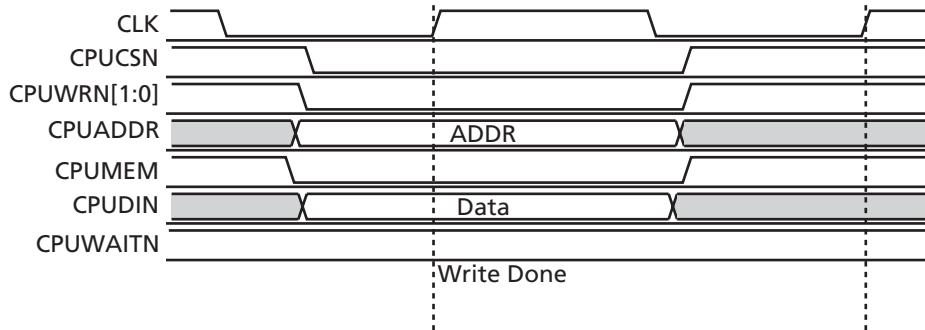 CLK
CPUCSN
CPUWRN[1:0]
CPUADDR ADDR
CPUMEM
CPUDIN Data
CPUWAITN
Write Done